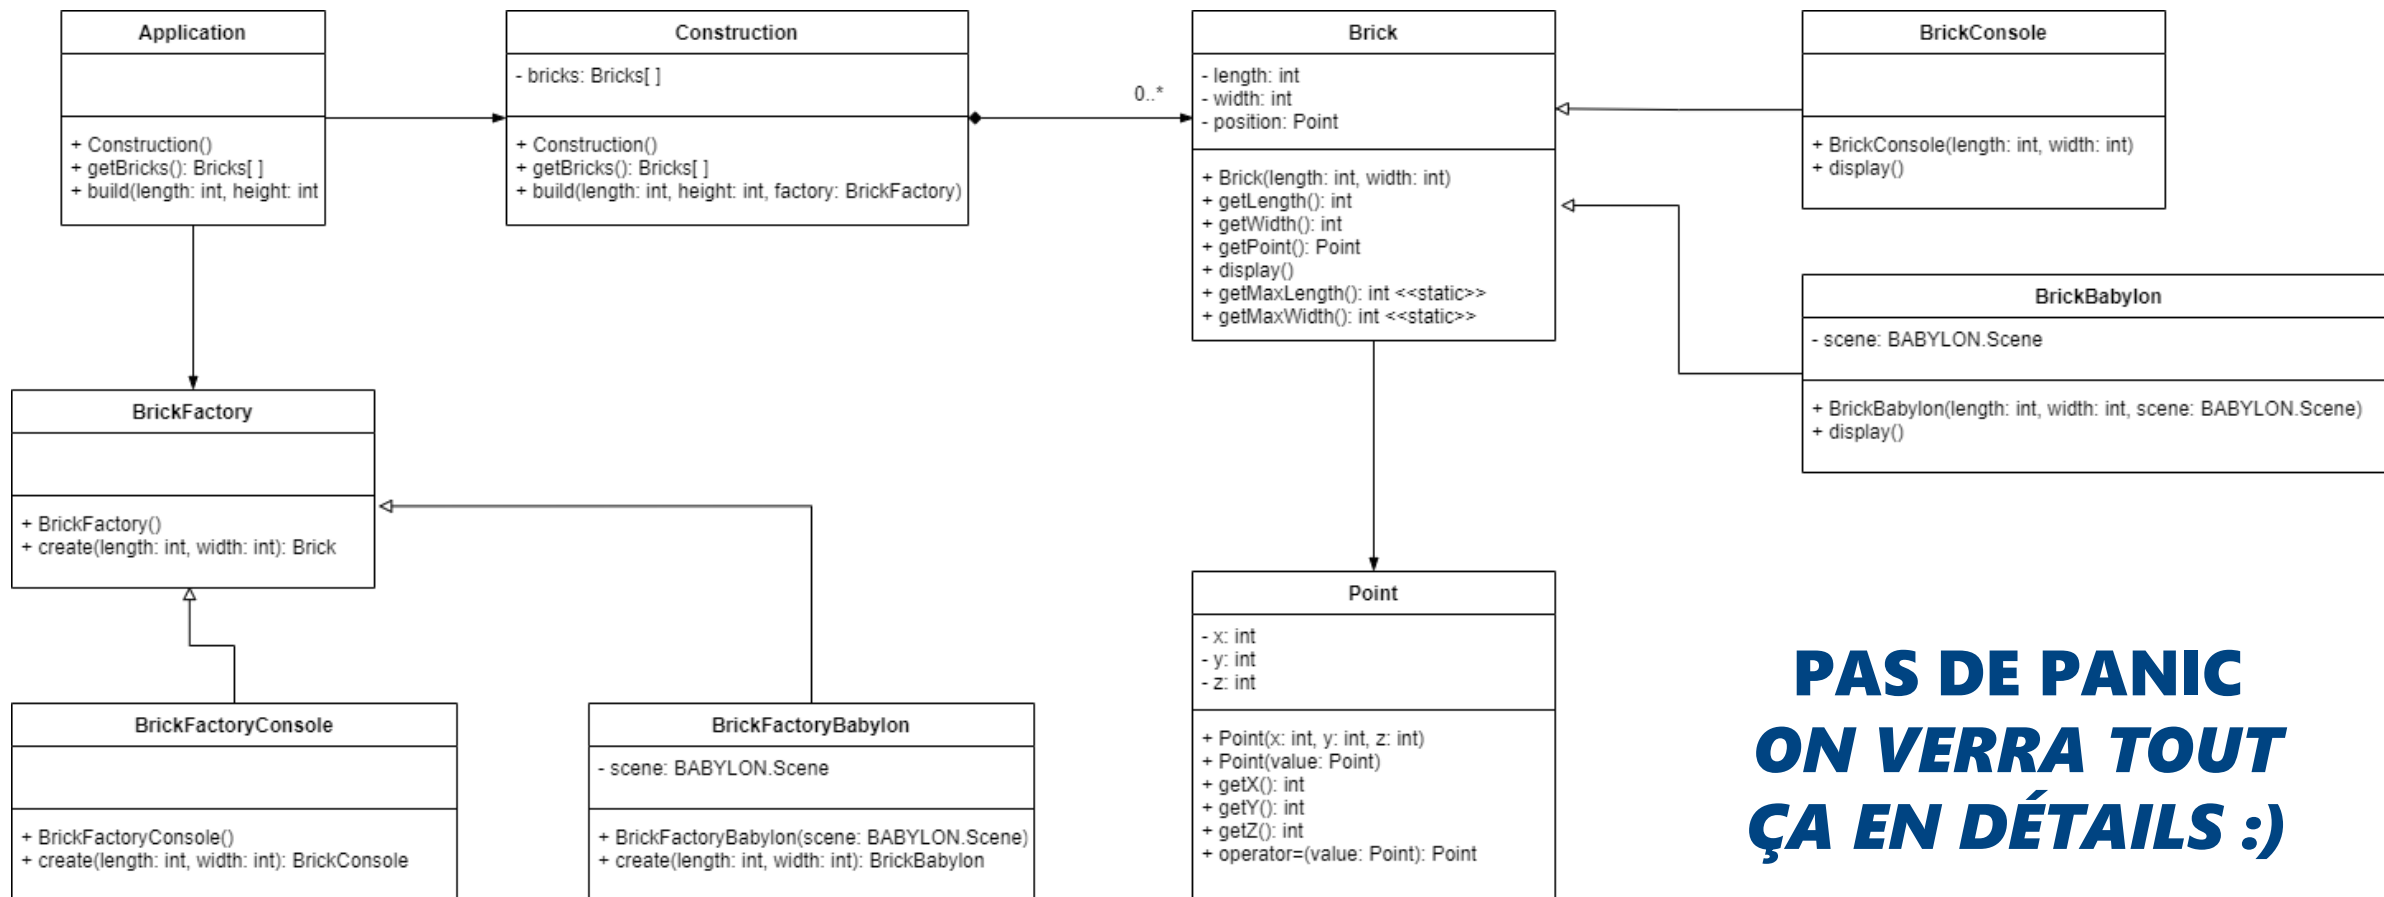 Application
+ Construction()
+ getBricks(): Bricks[ ]
+ build(length: int, height: int
Construction
- bricks: Bricks[ ]
+ Construction()
+ getBricks(): Bricks[ ]
+ build(length: int, height: int, factory: BrickFactory)
0..*
Brick
- length: int
- width: int
- position: Point
+ Brick(length: int, width: int)
+ getLength(): int
+ getWidth(): int
+ getPoint(): Point
+ display()
+ getMaxLength(): int <<static>>
+ getMaxWidth(): int <<static>>
BrickConsole
+ BrickConsole(length: int, width: int)
+ display()
BrickBabylon
- scene: BABYLON.Scene
+ BrickBabylon(length: int, width: int, scene: BABYLON.Scene)
+ display()
BrickFactory
+ BrickFactory()
+ create(length: int, width: int): Brick
BrickFactoryConsole
+ BrickFactoryConsole()
+ create(length: int, width: int): BrickConsole
BrickFactoryBabylon
- scene: BABYLON.Scene
+ BrickFactoryBabylon(scene: BABYLON.Scene)
+ create(length: int, width: int): BrickBabylon
Point
- x: int
- y: int
- z: int
+ Point(x: int, y: int, z: int)
+ Point(value: Point)
+ getX(): int
+ getY(): int
+ getZ(): int
+ operator=(value: Point): Point
PAS DE PANIC
ON VERRA TOUT
ÇA EN DÉTAILS :)